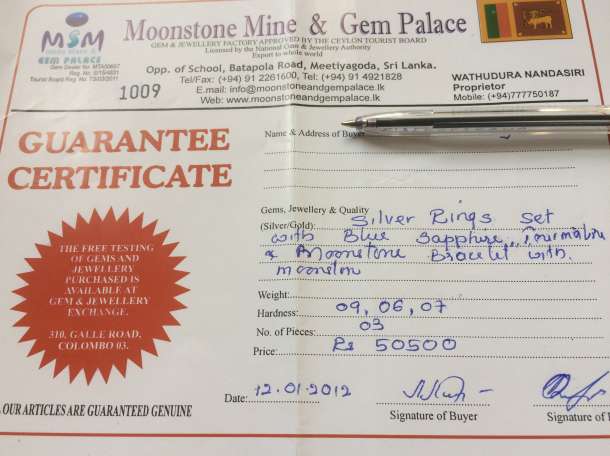 MSM
Moonstone Mine & Gem Palace
GEM & JEWELLERY FACTORY APPROVED BY THE CEYLON TOURIST BOARD
Licensed by the National Gem & Jewellery Authority
Export to whole world
GEM PALACE
Opp. of School, Batapola Road, Meetiyagoda, Sri Lanka.
Tel/Fax: (+94) 91 2261600, Tel: (+94) 91 4921828
E.mail: info@moonstoneandgempalace.lk
Web: www.moonstoneandgempalace.lk
WATHUDURA NANDASIRI
Proprietor
Mobile: (+94)777750187
1009
GUARANTEE
CERTIFICATE
Name & Address of Buyer
Gems, Jewellery & Quality
(Silver/Gold): Silver Rings set
with Blue Sapphire, Tourmaline
& Moonstone Bracelet with
moonston
Weight:
Hardness: 09, 06, 07
No. of Pieces: 03
Price: Rs 50500
THE FREE TESTING
OF GEMS AND
JEWELLERY
PURCHASED IS
AVAILABLE AT
GEM & JEWELLERY
EXCHANGE.
310, GALLE ROAD,
COLOMBO 03.
Date: 12.01.2012
Signature of Buyer
Signature of
OUR ARTICLES ARE GUARANTEED GENUINE